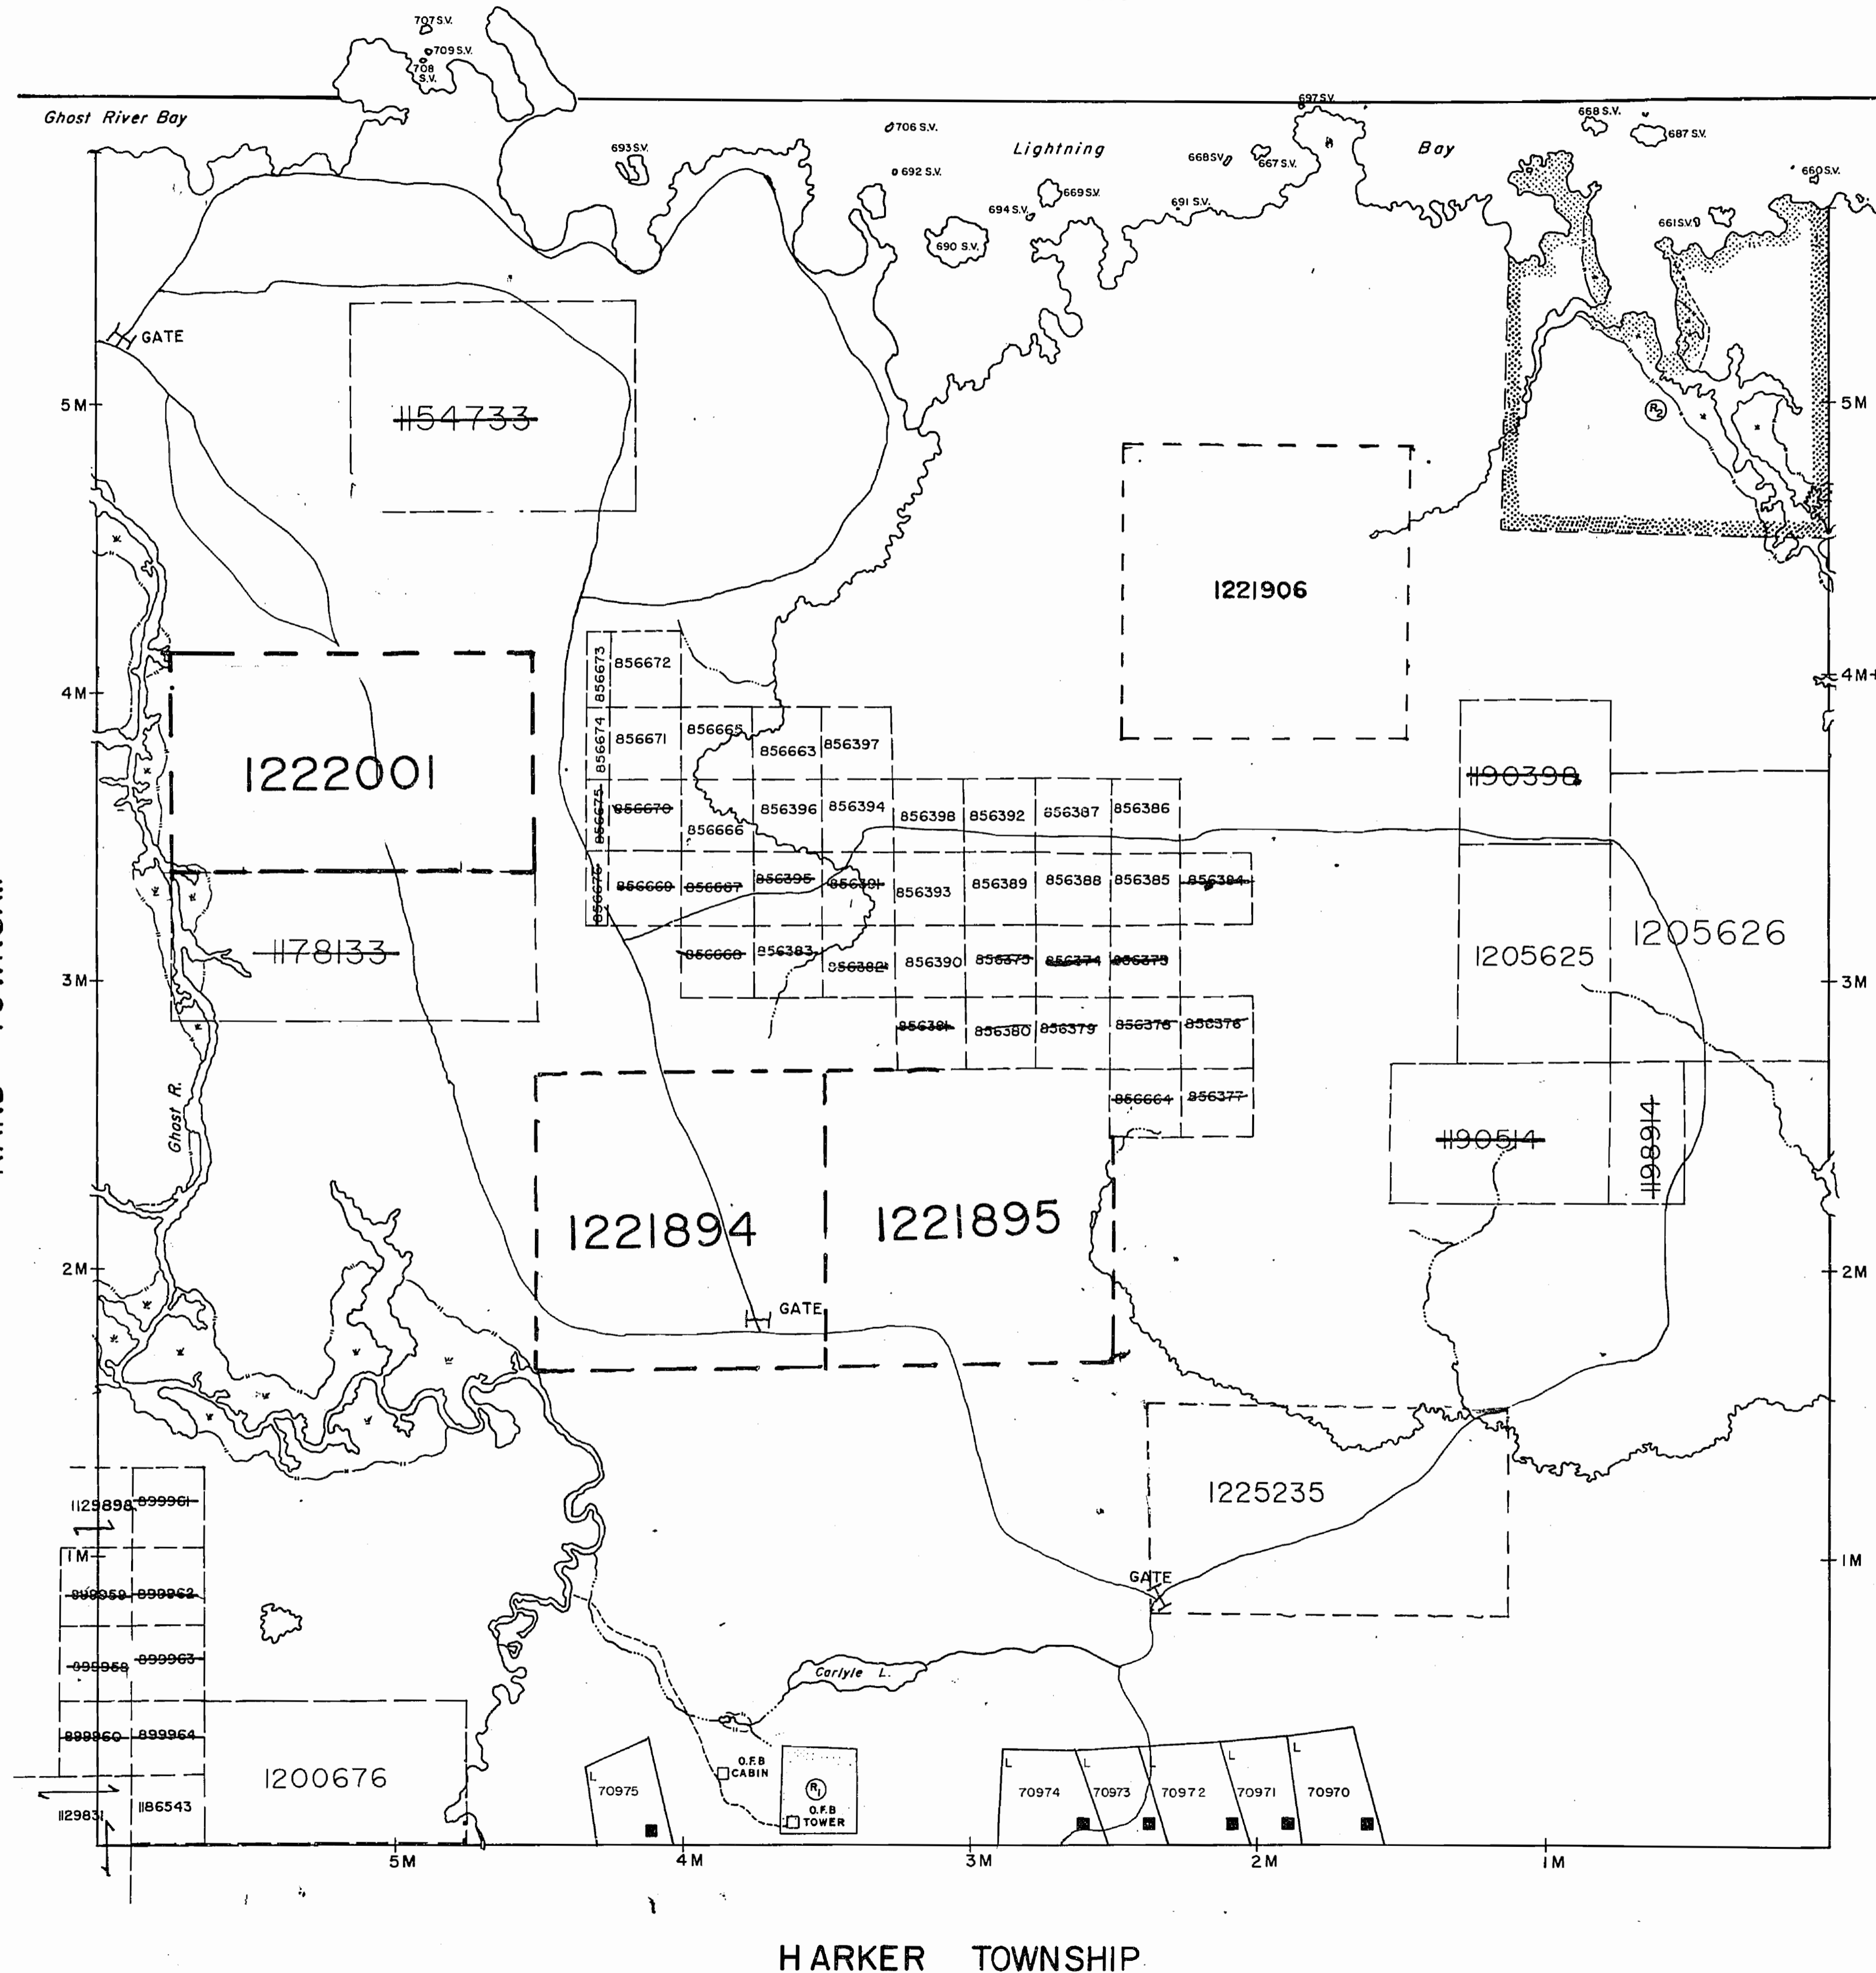 707 S.V.
709 S.V.
708
S.V.
Ghost River Bay
693 S.V.
706 S.V.
692 S.V.
Lightning
Bay
697 S.V.
668 S.V.
687 S.V.
668 SV
667 S.V.
660 S.V.
669 S.V.
694 S.V.
691 S.V.
661 S.V.
690 S.V.
GATE
5M
1154733
5M
R2
1221906
4M
4M
856673
856672
856674
856671
856665
856663
856397
1222001
1190398
856675
856670
856666
856396
856394
856398
856392
856387
856386
856676
856669
856667
856395
856391
856393
856389
856388
856385
856384
1178133
856668
856383
856382
856390
856375
856374
856373
1205625
1205626
3M
3M
856381
856380
856379
856378
856376
856664
856377
Ghost R.
1190514
1198914
1221894
1221895
2M
2M
GATE
1129898
899961
1225235
1M
1M
899959
899962
GATE
899958
899963
Carlyle L.
899960
899964
1200676
1129831
1186543
L
70975
O.F.B
CABIN
R1
O.F.B
TOWER
L
70974
L
70973
L
70972
L
70971
L
70970
5M
4M
3M
2M
1M
HARKER TOWNSHIP